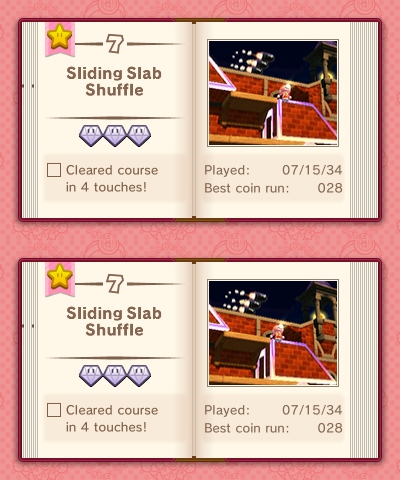 7
Sliding Slab
Shuffle
Cleared course
in 4 touches!
Played: 07/15/34
Best coin run: 028
7
Sliding Slab
Shuffle
Cleared course
in 4 touches!
Played: 07/15/34
Best coin run: 028